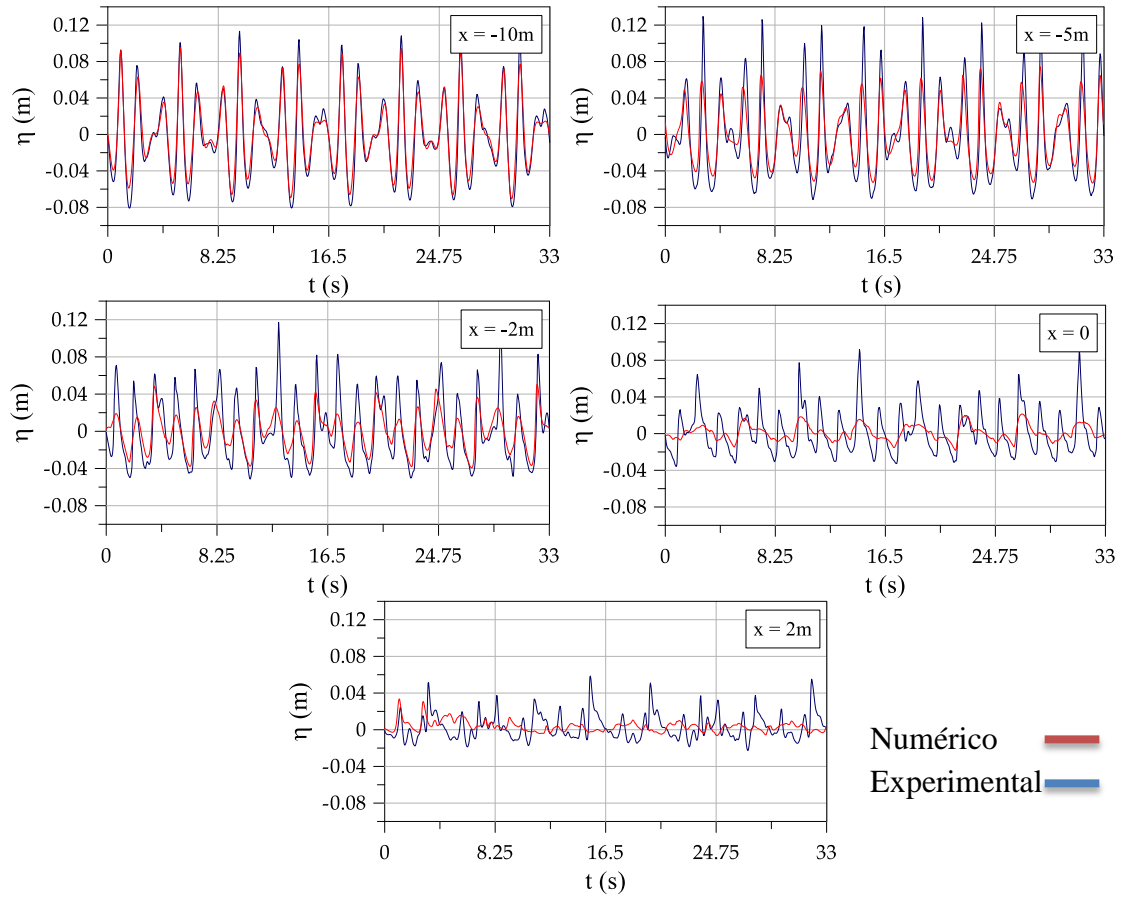 x = -10m
η (m)
0.12
0.08
0.04
0
-0.04
-0.08
0 8.25 16.5 24.75 33
t (s)
x = -5m
η (m)
0.12
0.08
0.04
0
-0.04
-0.08
0 8.25 16.5 24.75 33
t (s)
x = -2m
η (m)
0.12
0.08
0.04
0
-0.04
-0.08
0 8.25 16.5 24.75 33
t (s)
x = 0
η (m)
0.12
0.08
0.04
0
-0.04
-0.08
0 8.25 16.5 24.75 33
t (s)
x = 2m
η (m)
0.12
0.08
0.04
0
-0.04
-0.08
0 8.25 16.5 24.75 33
t (s)
Numérico
Experimental